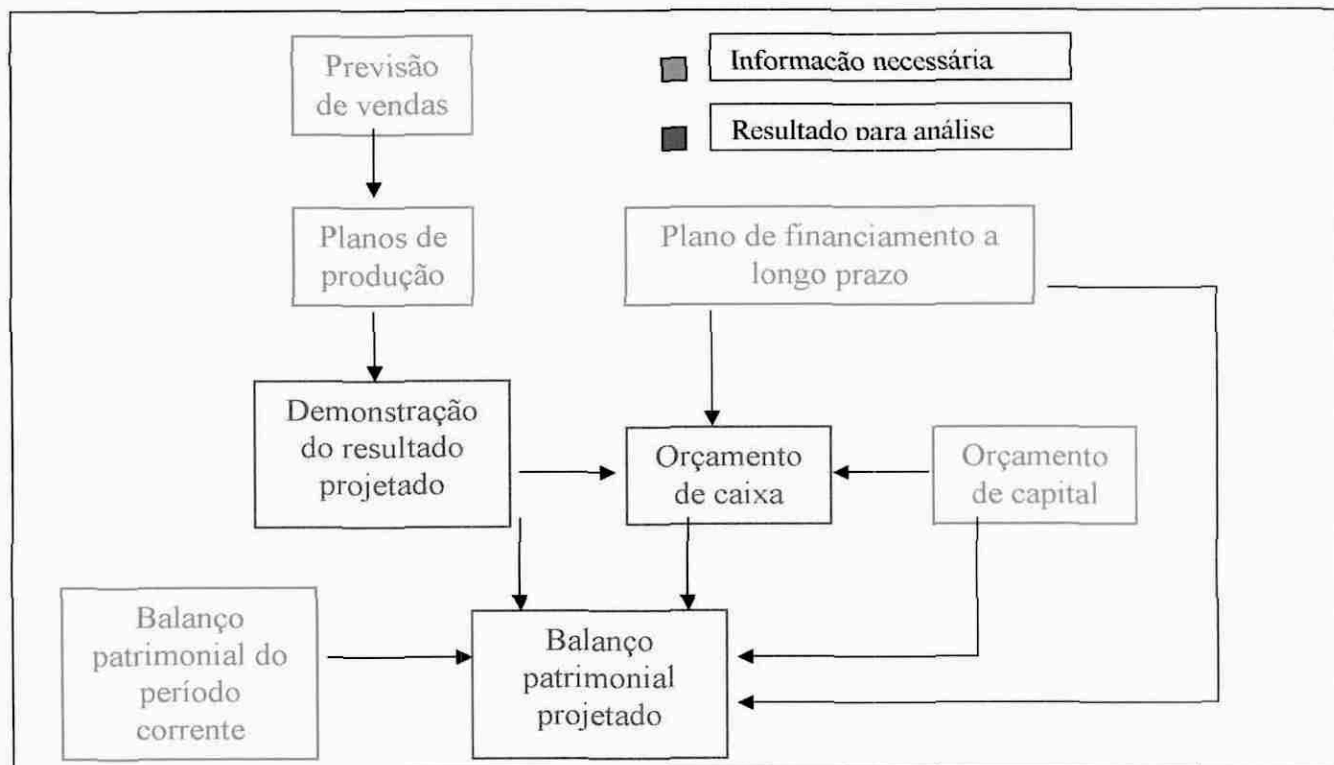 Previsão
de vendas
Informação necessária
Resultado para análise
Planos de
produção
Plano de financiamento a
longo prazo
Demonstração
do resultado
projetado
Orçamento
de caixa
Orçamento
de capital
Balanço
patrimonial do
período
corrente
Balanço
patrimonial
projetado